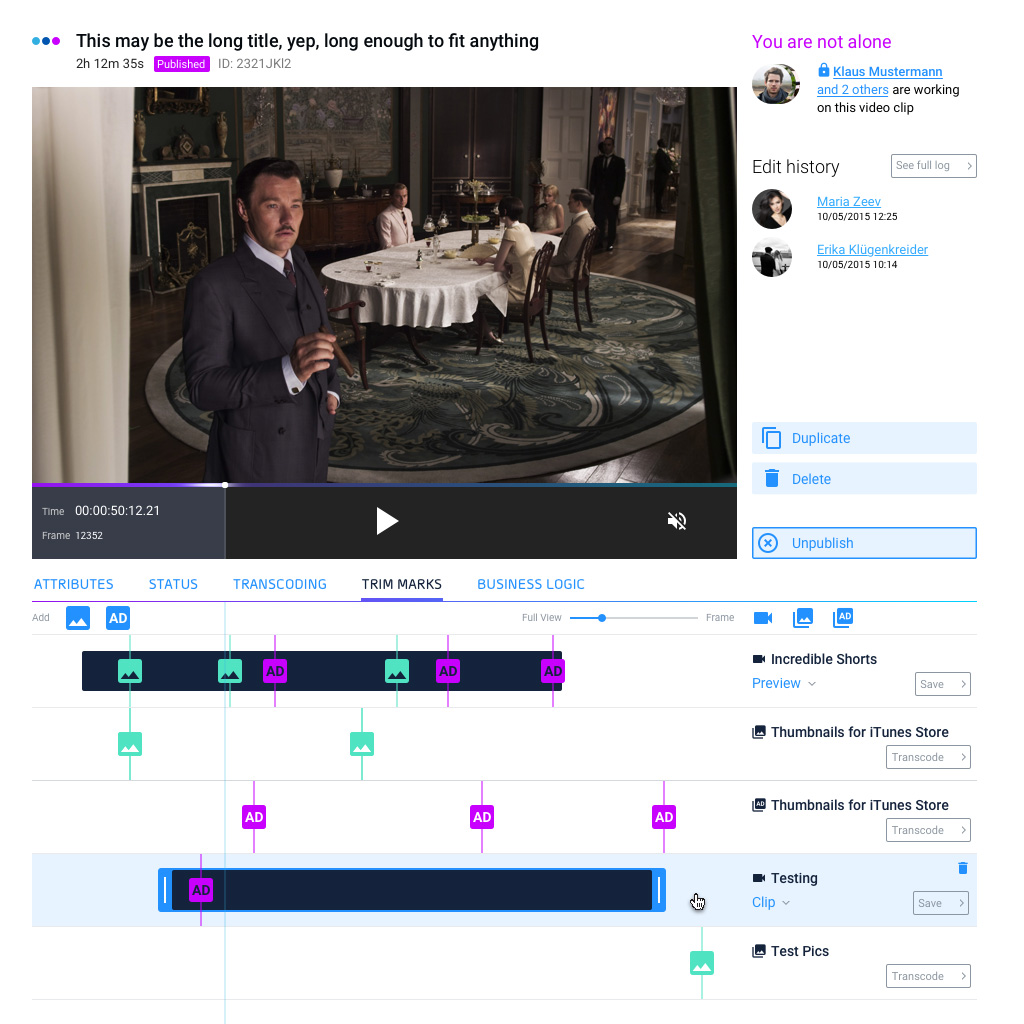 This may be the long title, yep, long enough to fit anything
2h 12m 35s Published ID: 2321JKl2
You are not alone
Klaus Mustermann
and 2 others are working
on this video clip
Edit history
See full log
Maria Zeev
10/05/2015 12:25
Erika Klügenkreider
10/05/2015 10:14
Duplicate
Delete
Unpublish
Time 00:00:50:12.21
Frame 12352
ATTRIBUTES STATUS TRANSCODING TRIM MARKS BUSINESS LOGIC
Add AD Full View Frame AD
AD AD AD
Incredible Shorts
Preview Save
Thumbnails for iTunes Store
Transcode
AD AD AD
AD Thumbnails for iTunes Store
Transcode
AD
Testing
Clip Save
Test Pics
Transcode